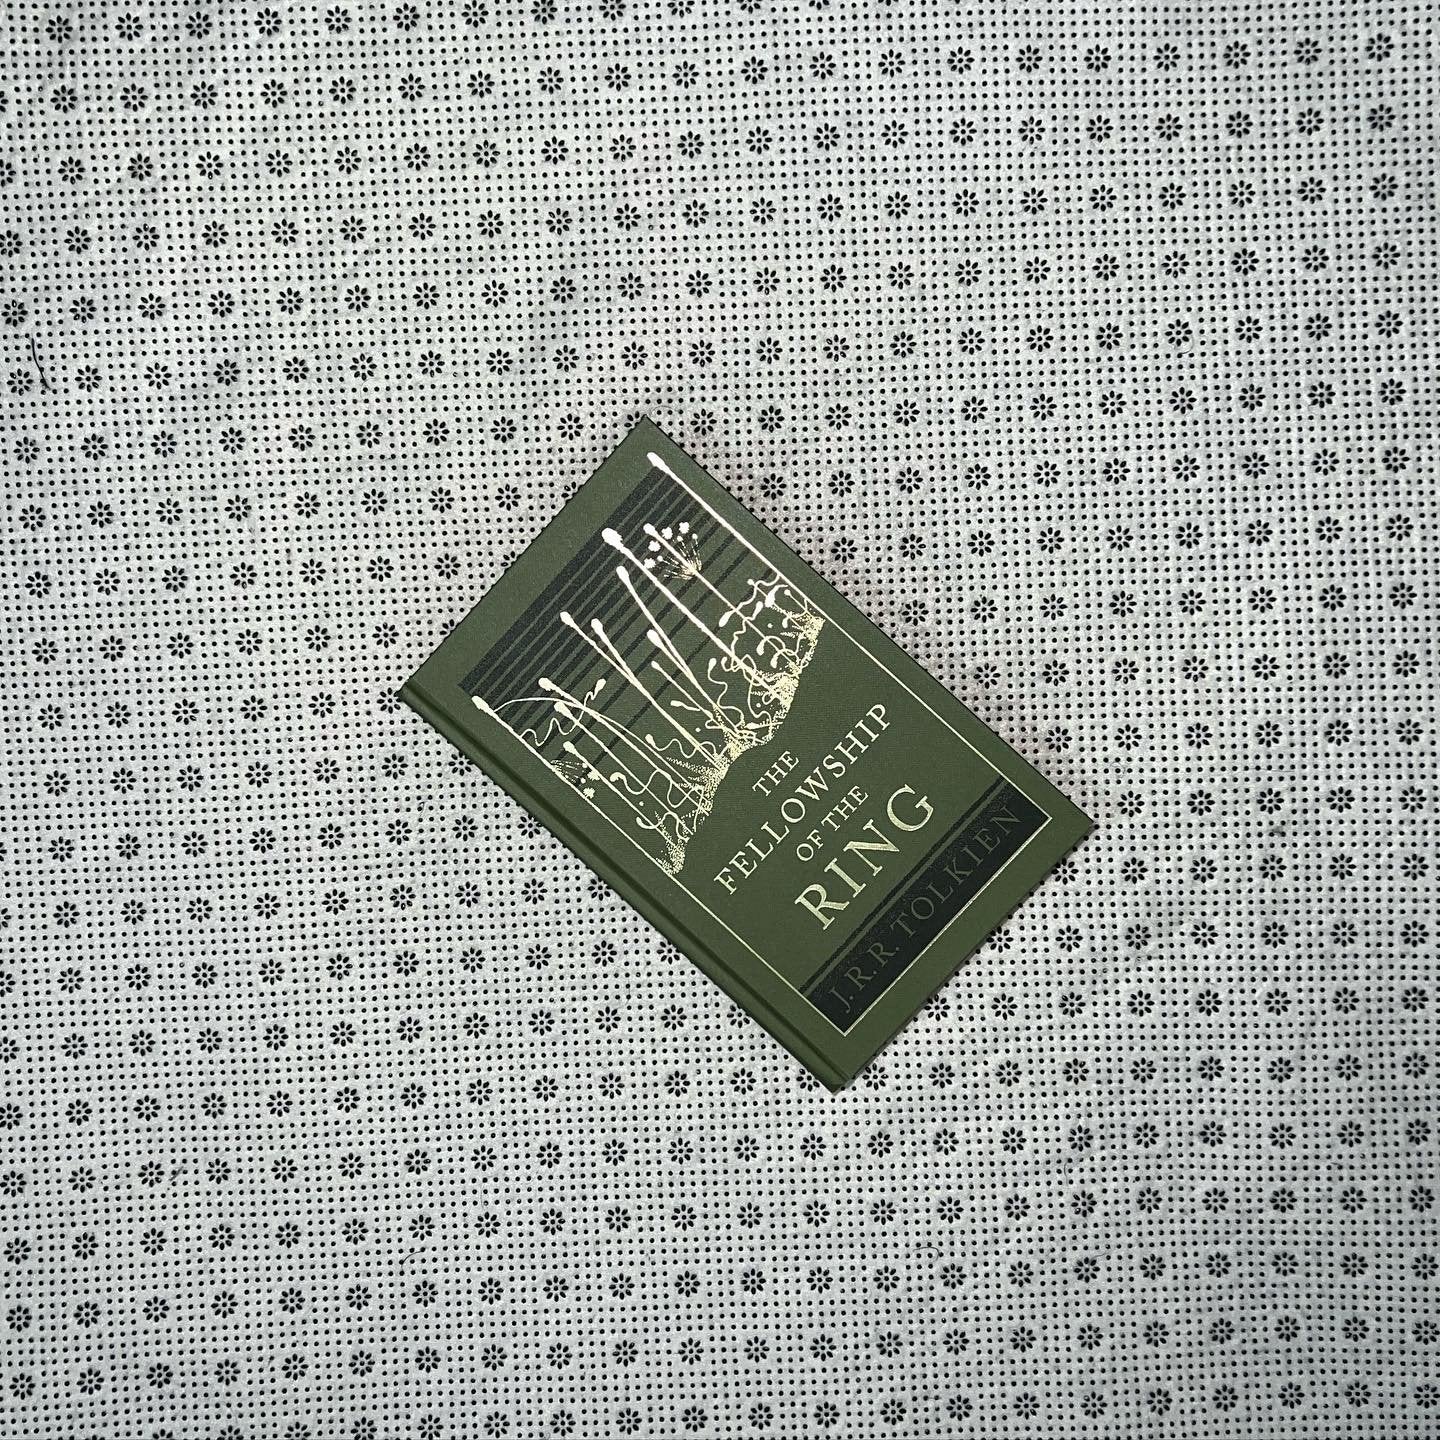 THE
FELLOWSHIP
OF THE
RING
J. R. R. TOLKIEN